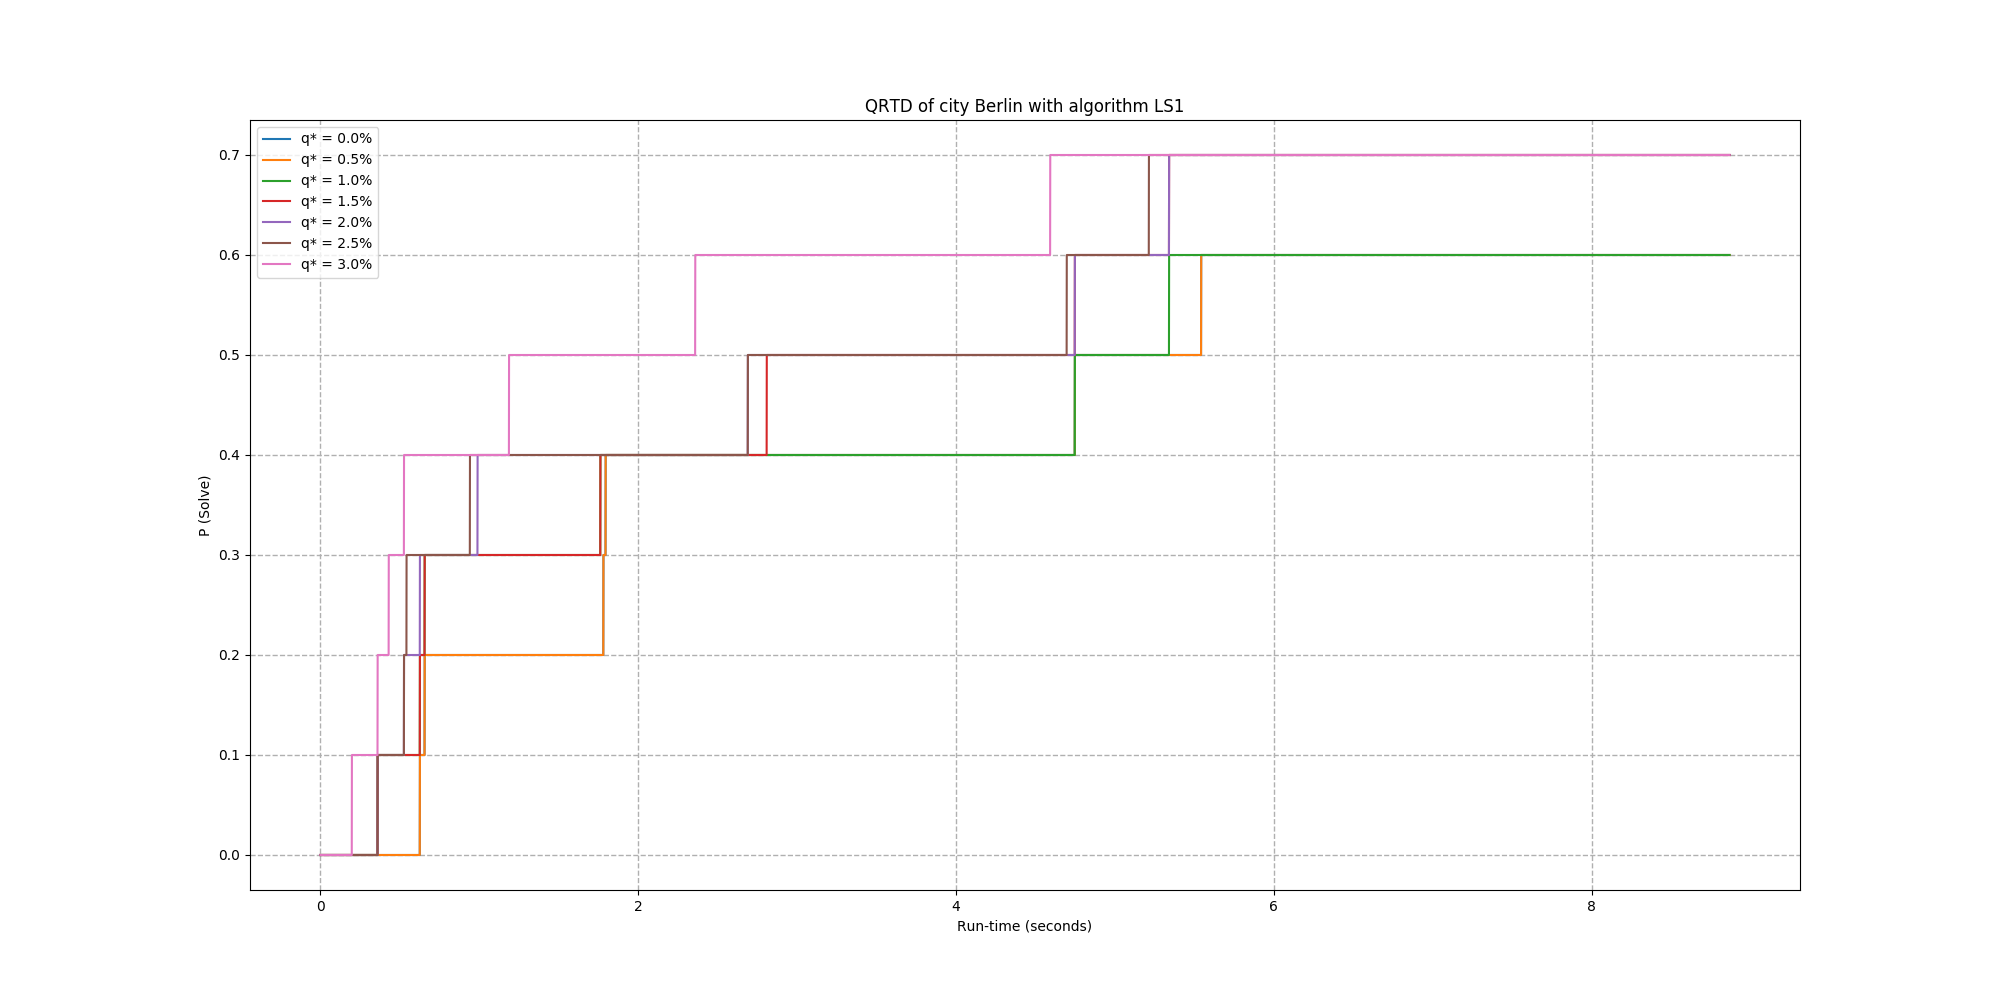 QRTD of city Berlin with algorithm LS1
q* = 0.0%
q* = 0.5%
q* = 1.0%
q* = 1.5%
q* = 2.0%
q* = 2.5%
q* = 3.0%
0.7
0.6
0.5
0.4
0.3
0.2
0.1
0.0
P (Solve)
0 2 4 6 8
Run-time (seconds)